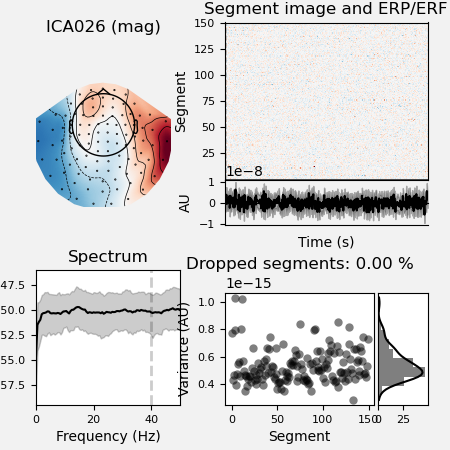 ICA026 (mag)
Segment image and ERP/ERF
150
125
100
75
50
25
Segment
1e−8
1
0
−1
AU
Time (s)
Spectrum
47.5
50.0
52.5
55.0
57.5
0
20
40
Frequency (Hz)
Dropped segments: 0.00 %
1e−15
1.0
0.8
0.6
0.4
Variance (AU)
0
50
100
150
Segment
0
25